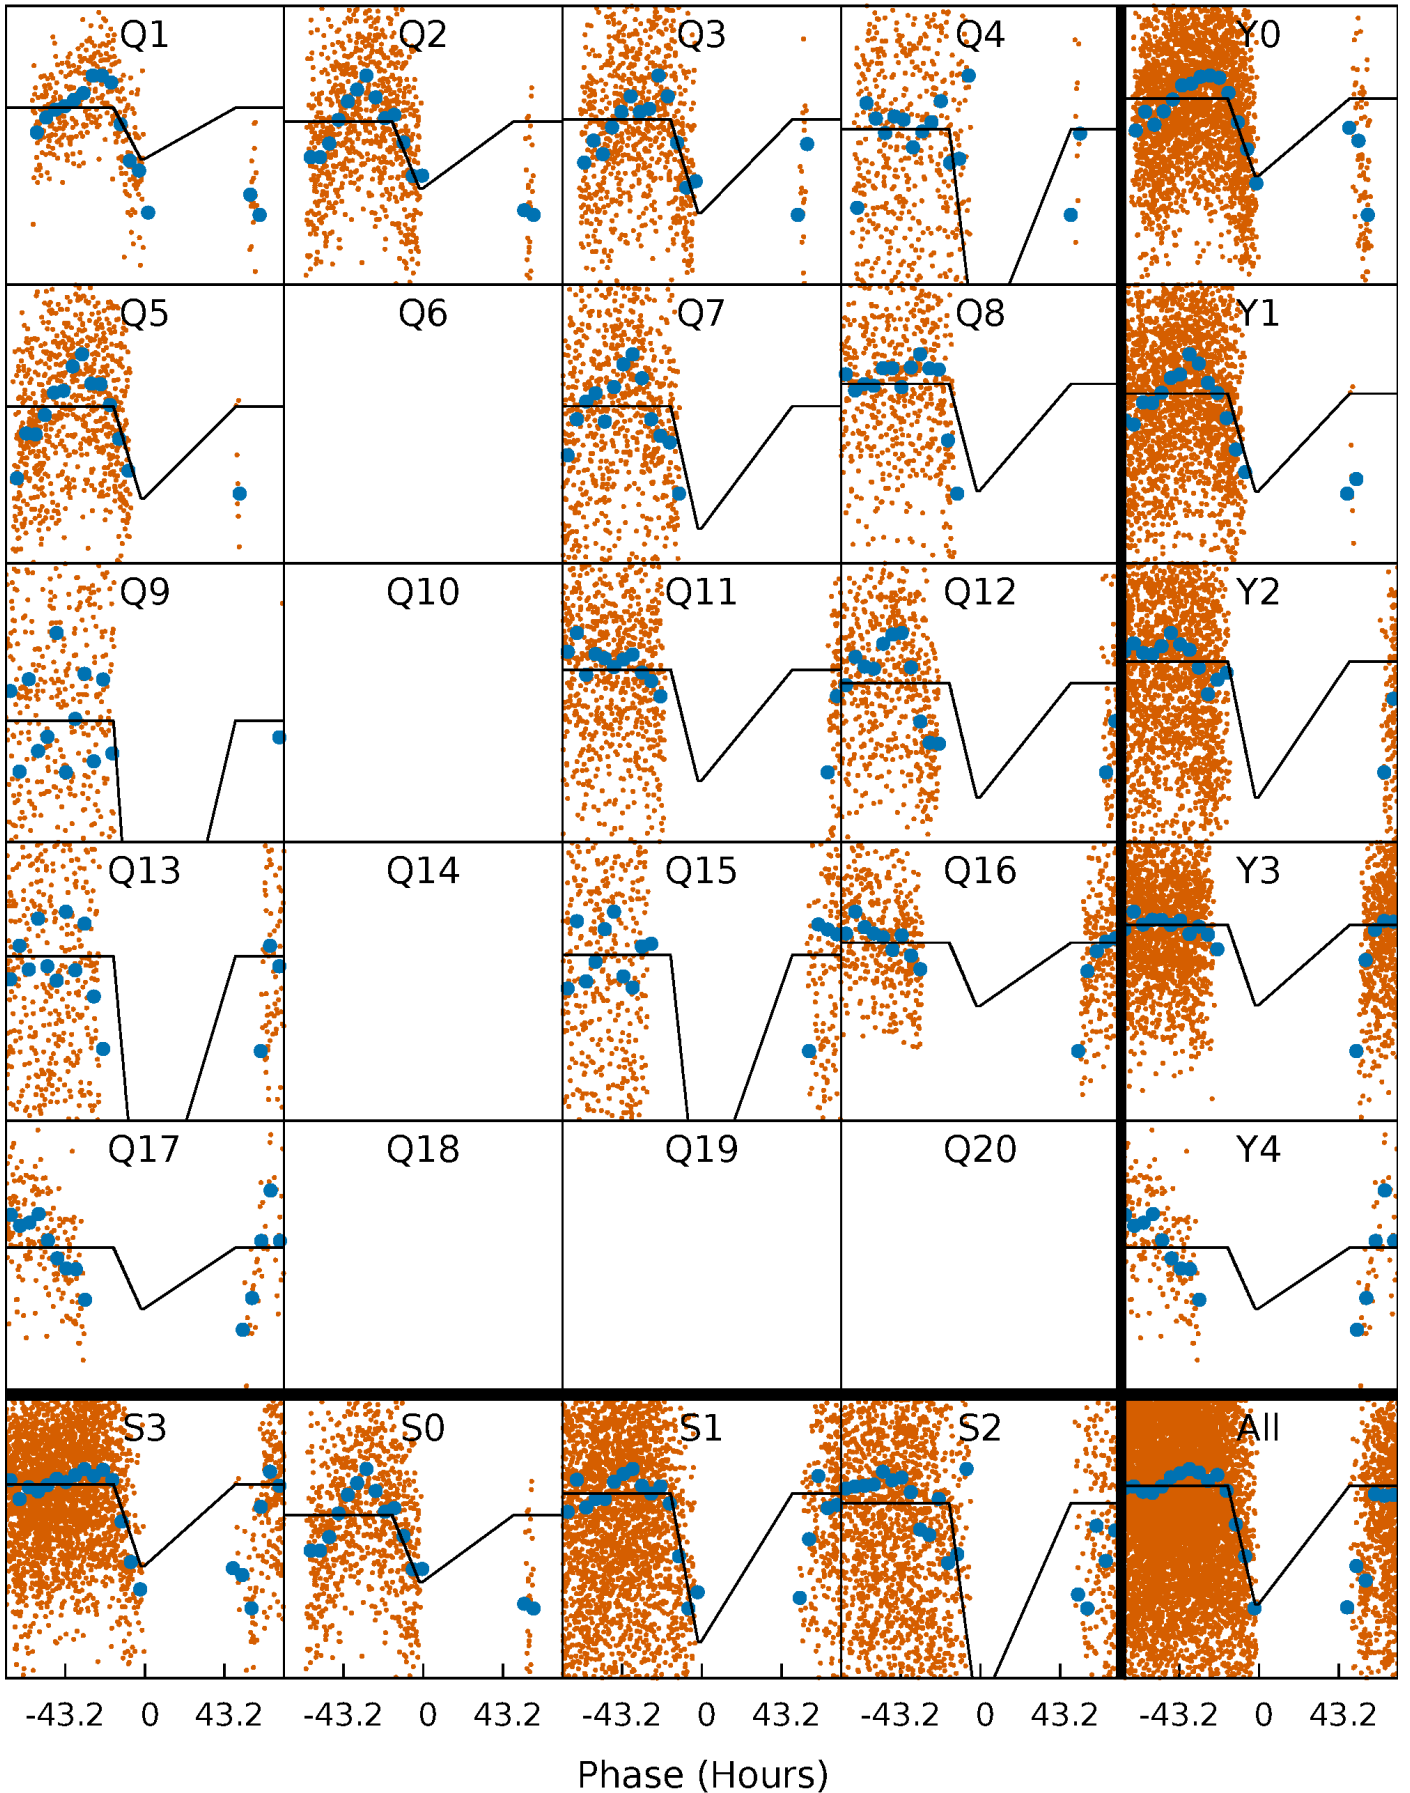 Q1 Q2 Q3 Q4 Y0
Q5 Q6 Q7 Q8 Y1
Q9 Q10 Q11 Q12 Y2
Q13 Q14 Q15 Q16 Y3
Q17 Q18 Q19 Q20 Y4
S3 S0 S1 S2 All
-43.2 0 43.2 -43.2 0 43.2 -43.2 0 43.2 -43.2 0 43.2 -43.2 0 43.2
Phase (Hours)